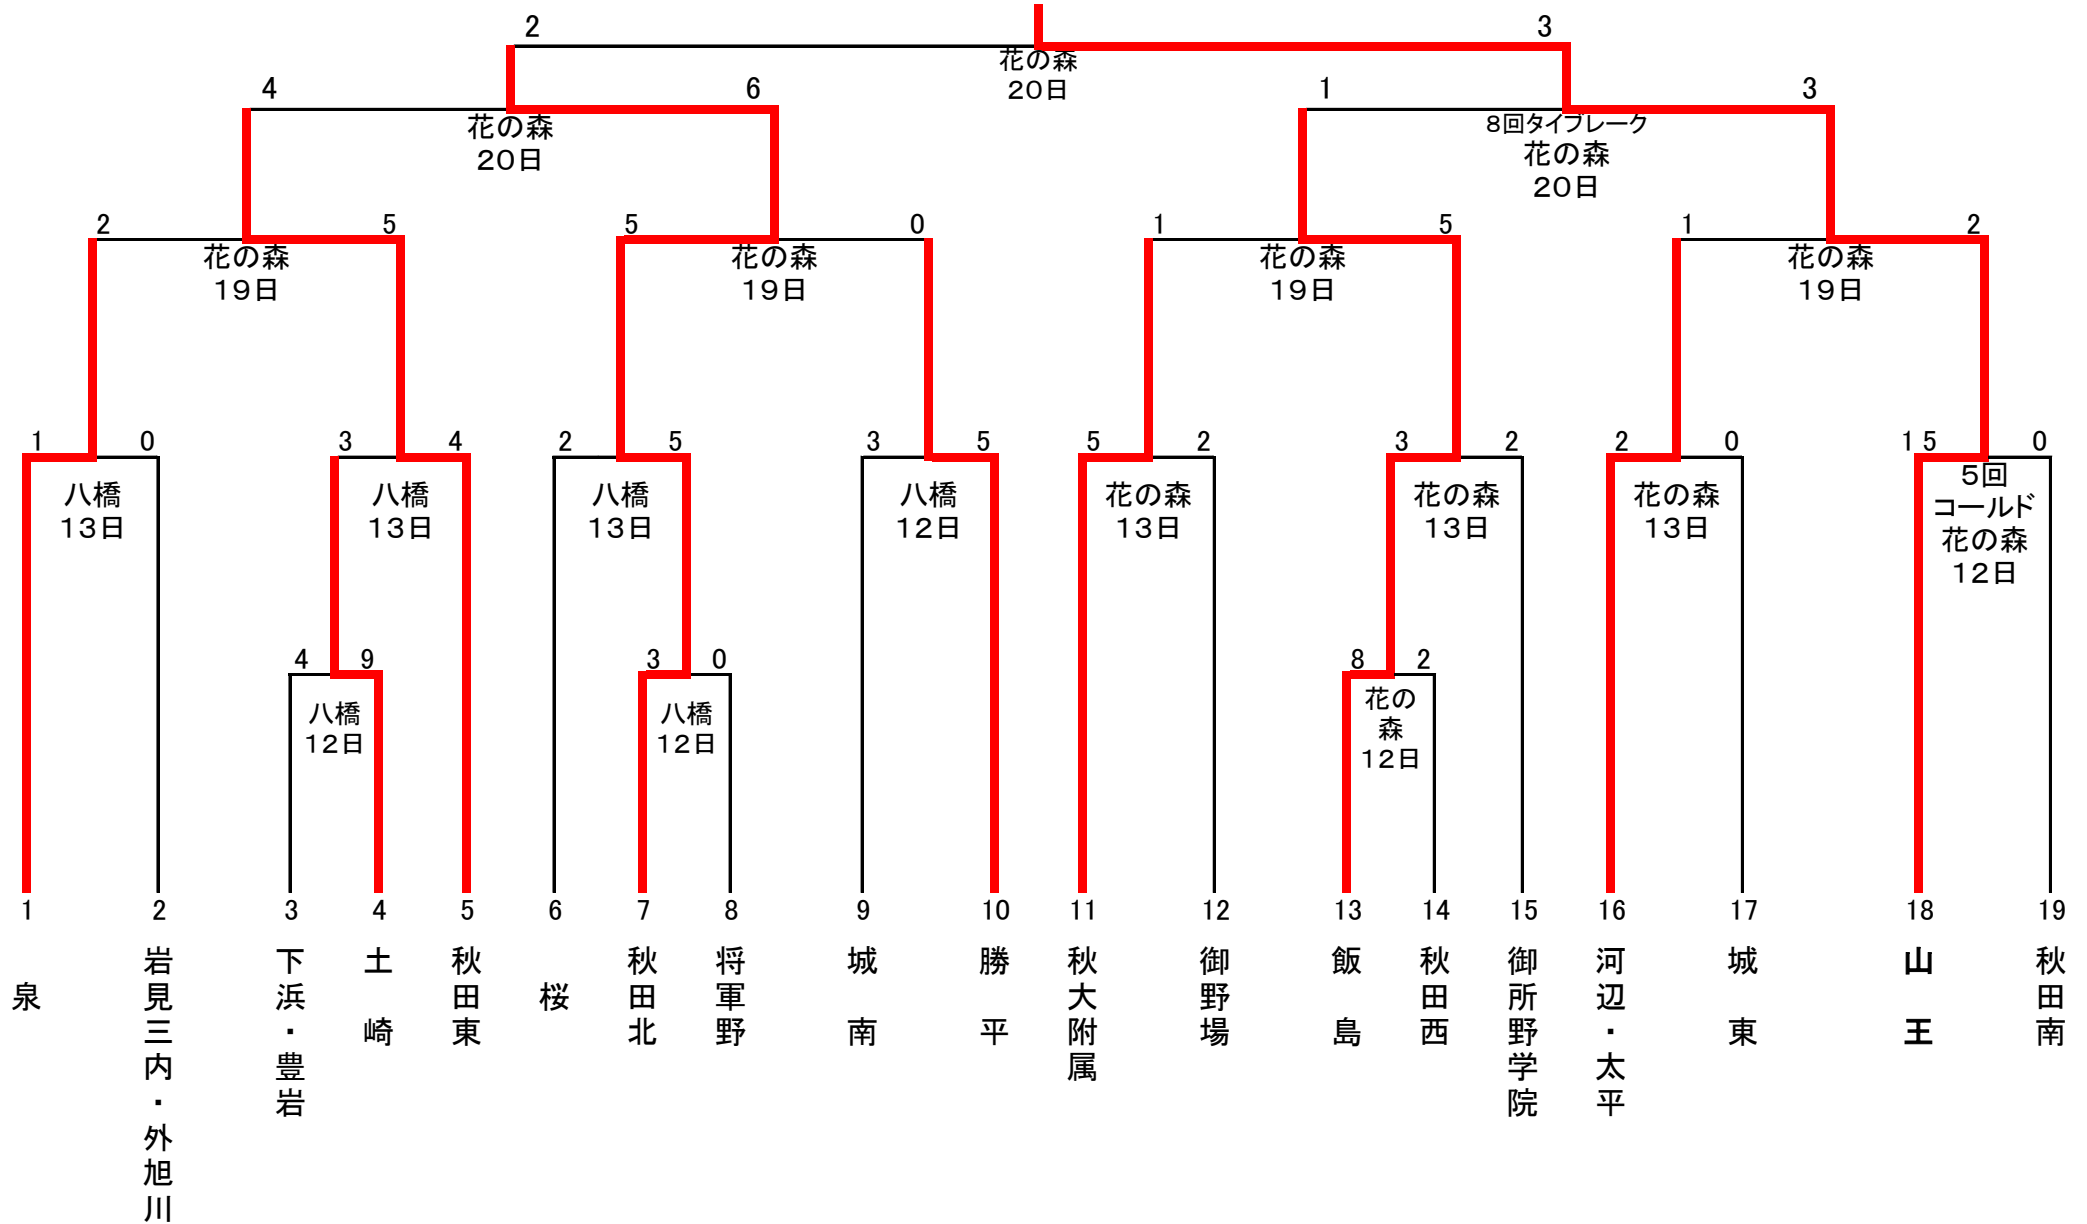 2 3
花の森
20日
4 6 1 3
花の森
20日
8回タイブレーク
花の森
20日
2 5 5 0 1 5 1 2
花の森 花の森 花の森 花の森
19日 19日 19日 19日
1 0 3 4 2 5 3 5 5 2 3 2 2 0 15 0
八橋 八橋 八橋 八橋 花の森 花の森 花の森
13日 13日 13日 12日 13日 13日 13日
5回
コールド
花の森
12日
4 9 3 0 8 2
八橋
12日
八橋
12日
花の
森
12日
1 2 3 4 5 6 7 8 9 10 11 12 13 14 15 16 17 18 19
泉
岩見三内・外旭川
下浜・豊岩
土崎
秋田東
桜
秋田北
将軍野
城南
勝平
秋大附属
御野場
飯島
秋田西
御所野学院
河辺・太平
城東
山王
秋田南